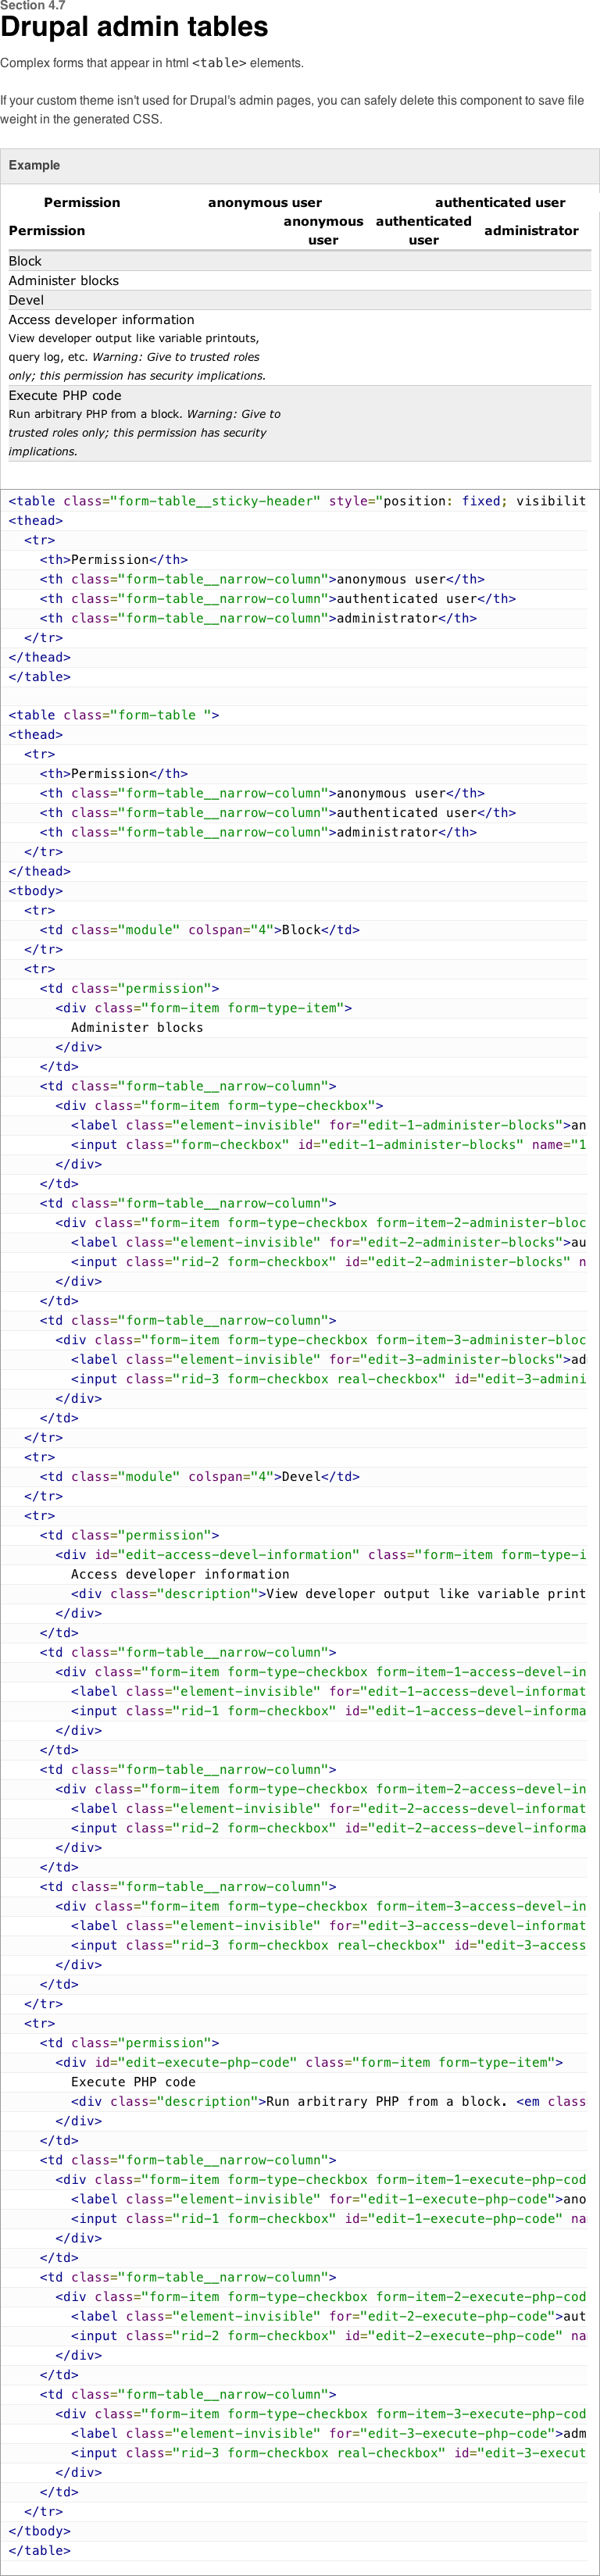 Section 4.7
Drupal admin tables
Complex forms that appear in html <table> elements.
If your custom theme isn't used for Drupal's admin pages, you can safely delete this component to save file
weight in the generated CSS.
Example
Permission anonymous user authenticated user
Permission anonymous user authenticated user administrator
Block
Administer blocks
Devel
Access developer information
View developer output like variable printouts,
query log, etc. Warning: Give to trusted roles
only; this permission has security implications.
Execute PHP code
Run arbitrary PHP from a block. Warning: Give to
trusted roles only; this permission has security
implications.
<table class="form-table__sticky-header" style="position: fixed; visibilit
<thead>
  <tr>
    <th>Permission</th>
    <th class="form-table__narrow-column">anonymous user</th>
    <th class="form-table__narrow-column">authenticated user</th>
    <th class="form-table__narrow-column">administrator</th>
  </tr>
</thead>
</table>
<table class="form-table ">
<thead>
  <tr>
    <th>Permission</th>
    <th class="form-table__narrow-column">anonymous user</th>
    <th class="form-table__narrow-column">authenticated user</th>
    <th class="form-table__narrow-column">administrator</th>
  </tr>
</thead>
<tbody>
  <tr>
    <td class="module" colspan="4">Block</td>
  </tr>
  <tr>
    <td class="permission">
      <div class="form-item form-type-item">
        Administer blocks
      </div>
    </td>
    <td class="form-table__narrow-column">
      <div class="form-item form-type-checkbox">
        <label class="element-invisible" for="edit-1-administer-blocks">an
        <input class="form-checkbox" id="edit-1-administer-blocks" name="1
      </div>
    </td>
    <td class="form-table__narrow-column">
      <div class="form-item form-type-checkbox form-item-2-administer-bloc
        <label class="element-invisible" for="edit-2-administer-blocks">au
        <input class="rid-2 form-checkbox" id="edit-2-administer-blocks" n
      </div>
    </td>
    <td class="form-table__narrow-column">
      <div class="form-item form-type-checkbox form-item-3-administer-bloc
        <label class="element-invisible" for="edit-3-administer-blocks">ad
        <input class="rid-3 form-checkbox real-checkbox" id="edit-3-admini
      </div>
    </td>
  </tr>
  <tr>
    <td class="module" colspan="4">Devel</td>
  </tr>
  <tr>
    <td class="permission">
      <div id="edit-access-devel-information" class="form-item form-type-i
        Access developer information
        <div class="description">View developer output like variable print
      </div>
    </td>
    <td class="form-table__narrow-column">
      <div class="form-item form-type-checkbox form-item-1-access-devel-in
        <label class="element-invisible" for="edit-1-access-devel-informat
        <input class="rid-1 form-checkbox" id="edit-1-access-devel-informa
      </div>
    </td>
    <td class="form-table__narrow-column">
      <div class="form-item form-type-checkbox form-item-2-access-devel-in
        <label class="element-invisible" for="edit-2-access-devel-informat
        <input class="rid-2 form-checkbox" id="edit-2-access-devel-informa
      </div>
    </td>
    <td class="form-table__narrow-column">
      <div class="form-item form-type-checkbox form-item-3-access-devel-in
        <label class="element-invisible" for="edit-3-access-devel-informat
        <input class="rid-3 form-checkbox real-checkbox" id="edit-3-access
      </div>
    </td>
  </tr>
  <tr>
    <td class="permission">
      <div id="edit-execute-php-code" class="form-item form-type-item">
        Execute PHP code
        <div class="description">Run arbitrary PHP from a block. <em class
      </div>
    </td>
    <td class="form-table__narrow-column">
      <div class="form-item form-type-checkbox form-item-1-execute-php-cod
        <label class="element-invisible" for="edit-1-execute-php-code">ano
        <input class="rid-1 form-checkbox" id="edit-1-execute-php-code" na
      </div>
    </td>
    <td class="form-table__narrow-column">
      <div class="form-item form-type-checkbox form-item-2-execute-php-cod
        <label class="element-invisible" for="edit-2-execute-php-code">aut
        <input class="rid-2 form-checkbox" id="edit-2-execute-php-code" na
      </div>
    </td>
    <td class="form-table__narrow-column">
      <div class="form-item form-type-checkbox form-item-3-execute-php-cod
        <label class="element-invisible" for="edit-3-execute-php-code">adm
        <input class="rid-3 form-checkbox real-checkbox" id="edit-3-execut
      </div>
    </td>
  </tr>
</tbody>
</table>